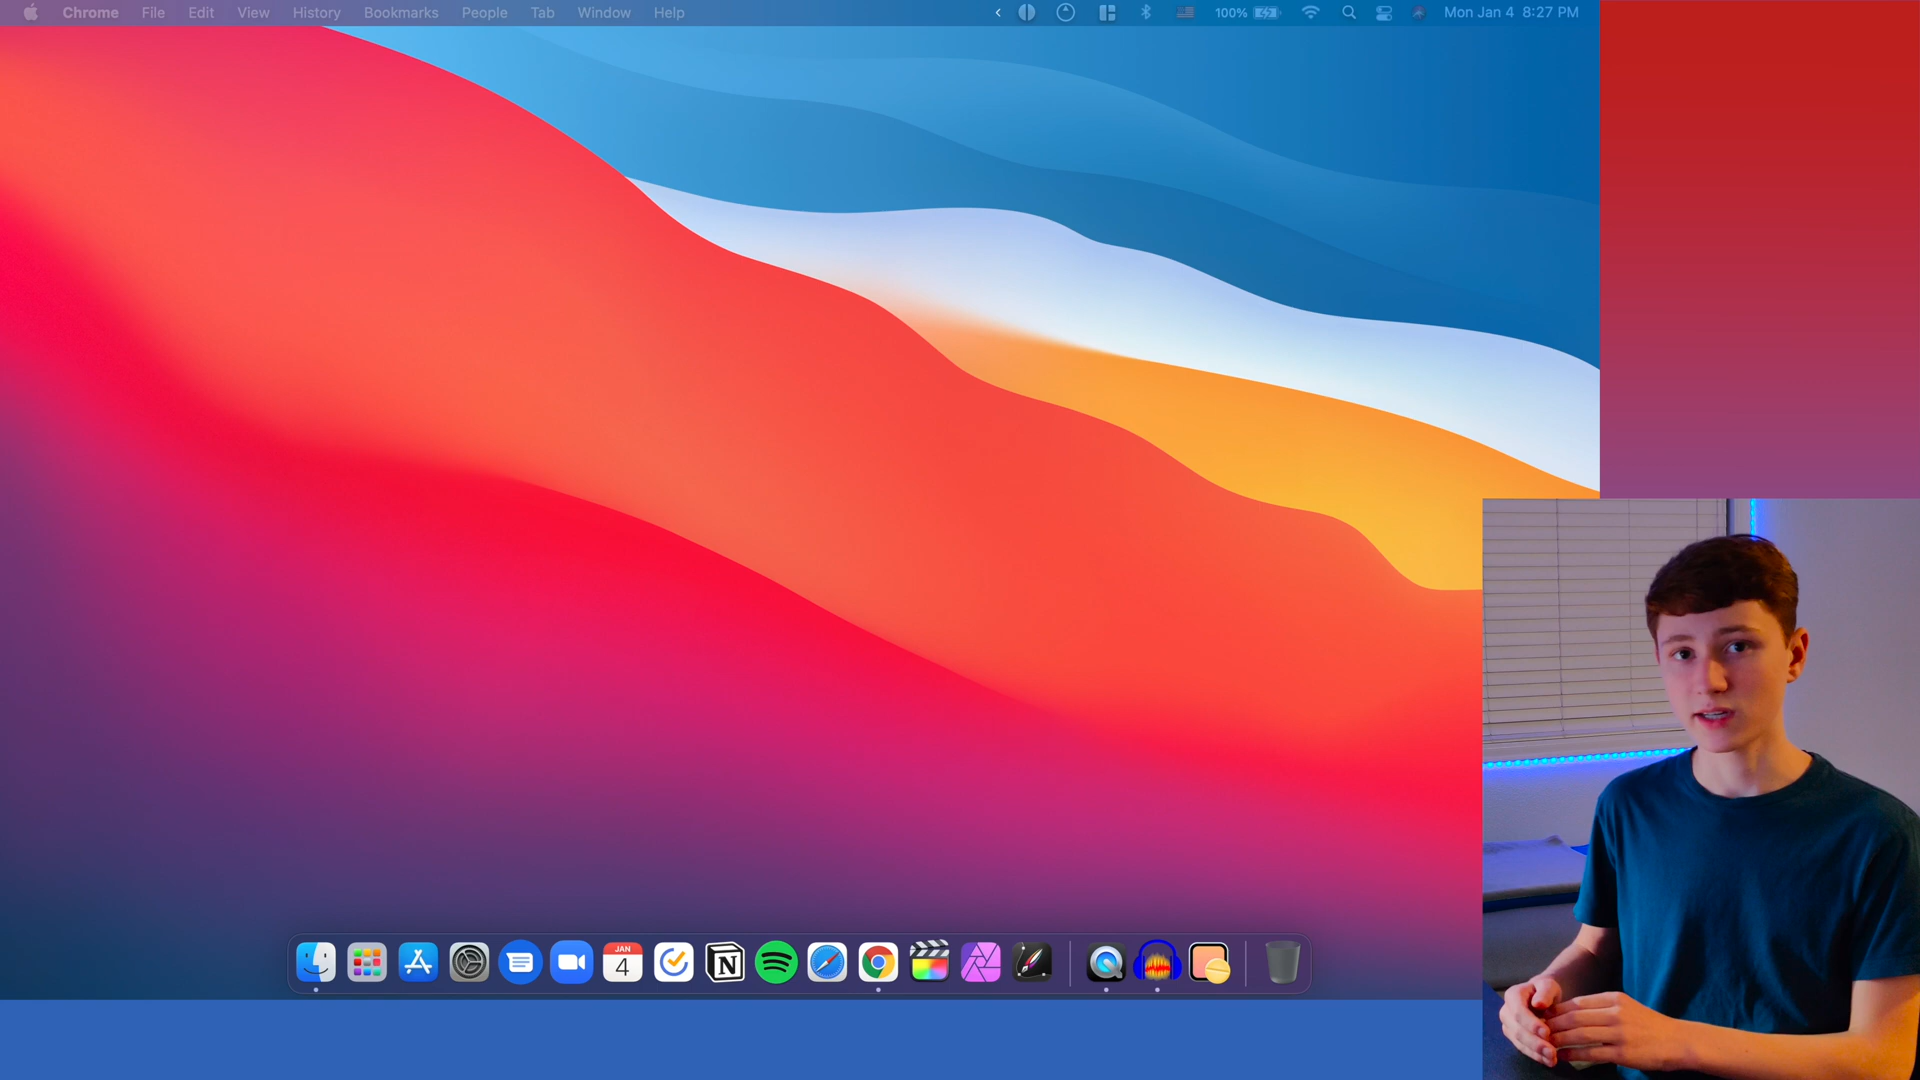 Chrome File Edit View History Bookmarks People Tab Window Help 100% Mon Jan 4 8:27 PM
JAN
4
N